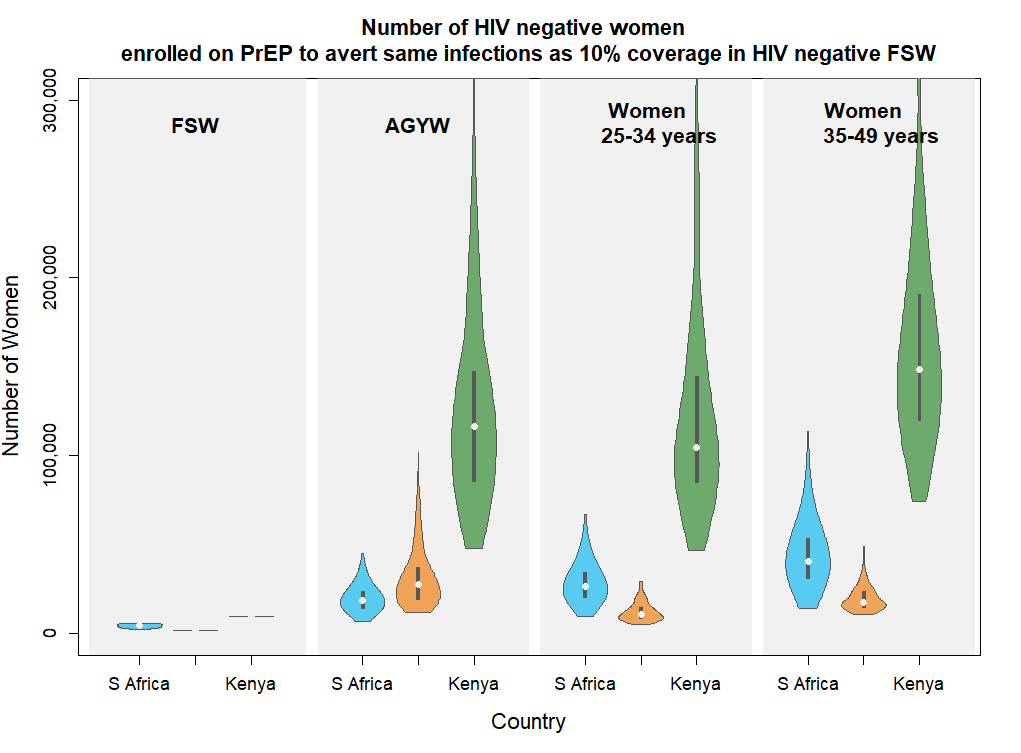 Number of HIV negative women
enrolled on PrEP to avert same infections as 10% coverage in HIV negative FSW
FSW
AGYW
Women
25-34 years
Women
35-49 years
300,000
200,000
100,000
0
Number of Women
S Africa
Kenya
S Africa
Kenya
S Africa
Kenya
S Africa
Kenya
Country